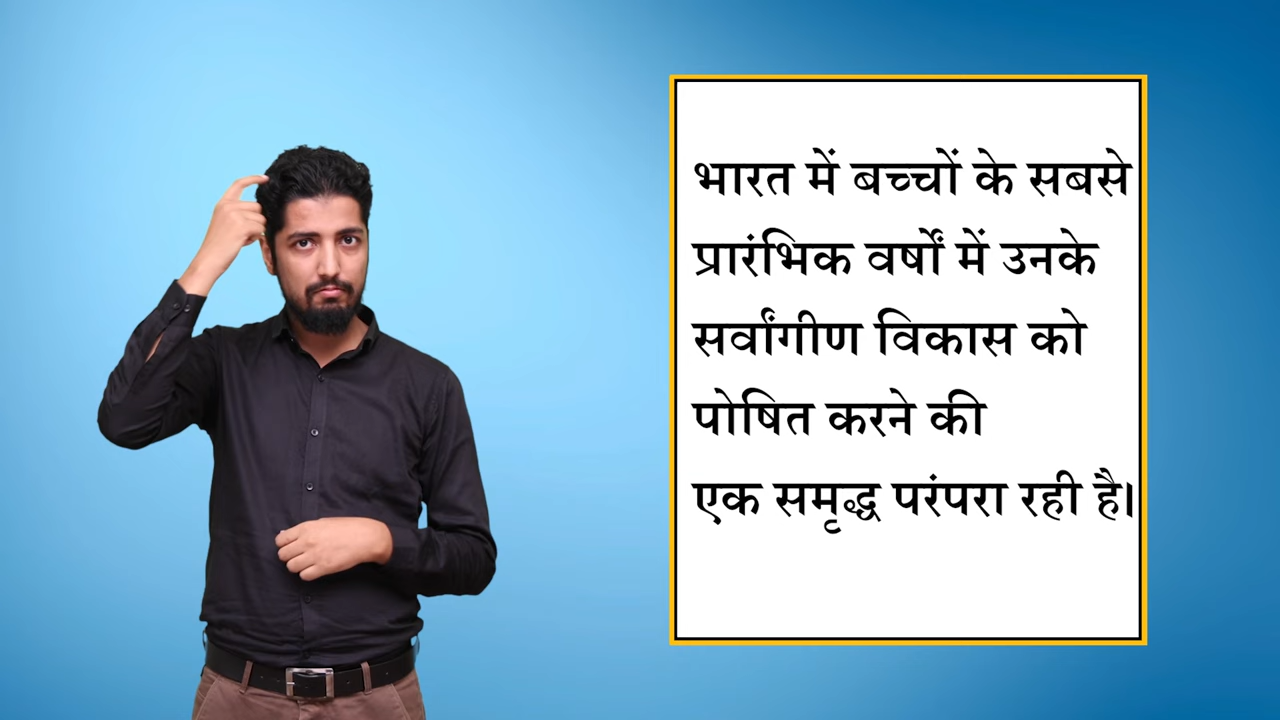 भारत में बच्चों के सबसे
प्रारंभिक वर्षों में उनके
सर्वांगीण विकास को
पोषित करने की
एक समृद्ध परंपरा रही है।